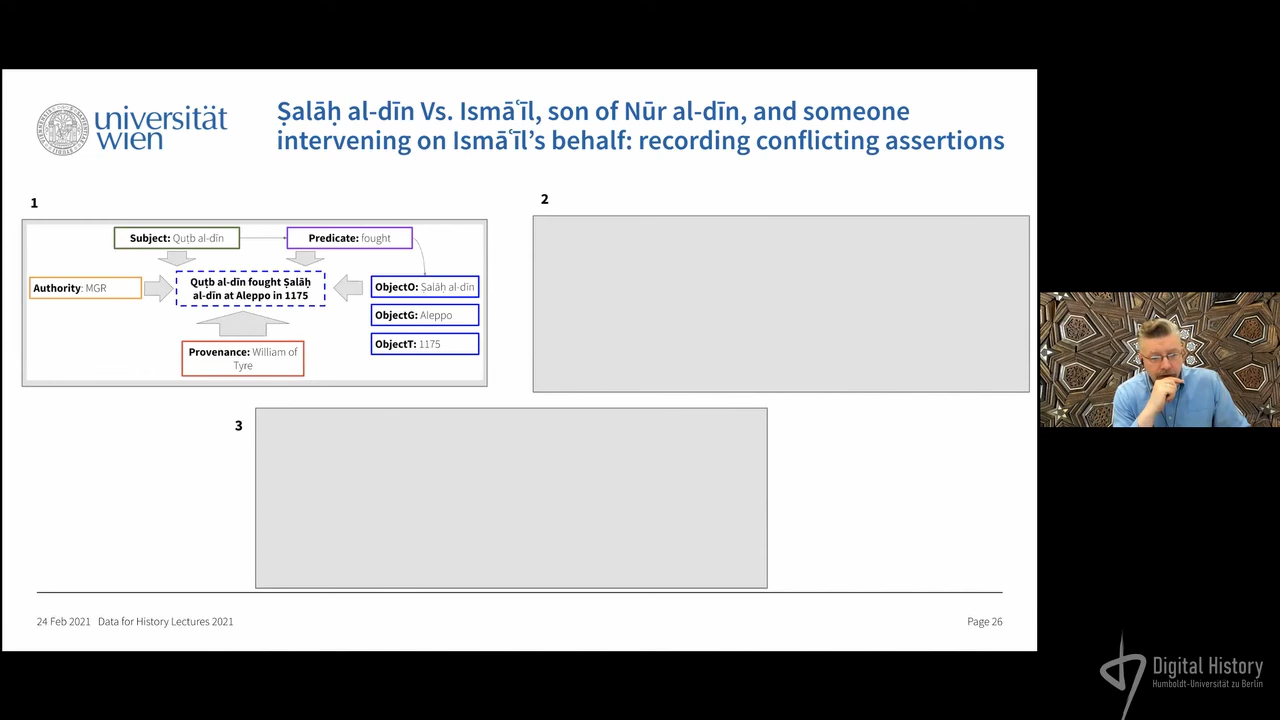 universität
wien
Ṣalāḥ al-dīn Vs. Ismāʿīl, son of Nūr al-dīn, and someone
intervening on Ismāʿīl’s behalf: recording conflicting assertions
1
Subject: Quṭb al-dīn
Predicate: fought
Authority: MGR
Quṭb al-dīn fought Ṣalāḥ
al-dīn at Aleppo in 1175
ObjectO: Ṣalāḥ al-dīn
ObjectG: Aleppo
ObjectT: 1175
Provenance: William of
Tyre
2
3
24 Feb 2021 Data for History Lectures 2021
Page 26
Digital History
Humboldt-Universität zu Berlin